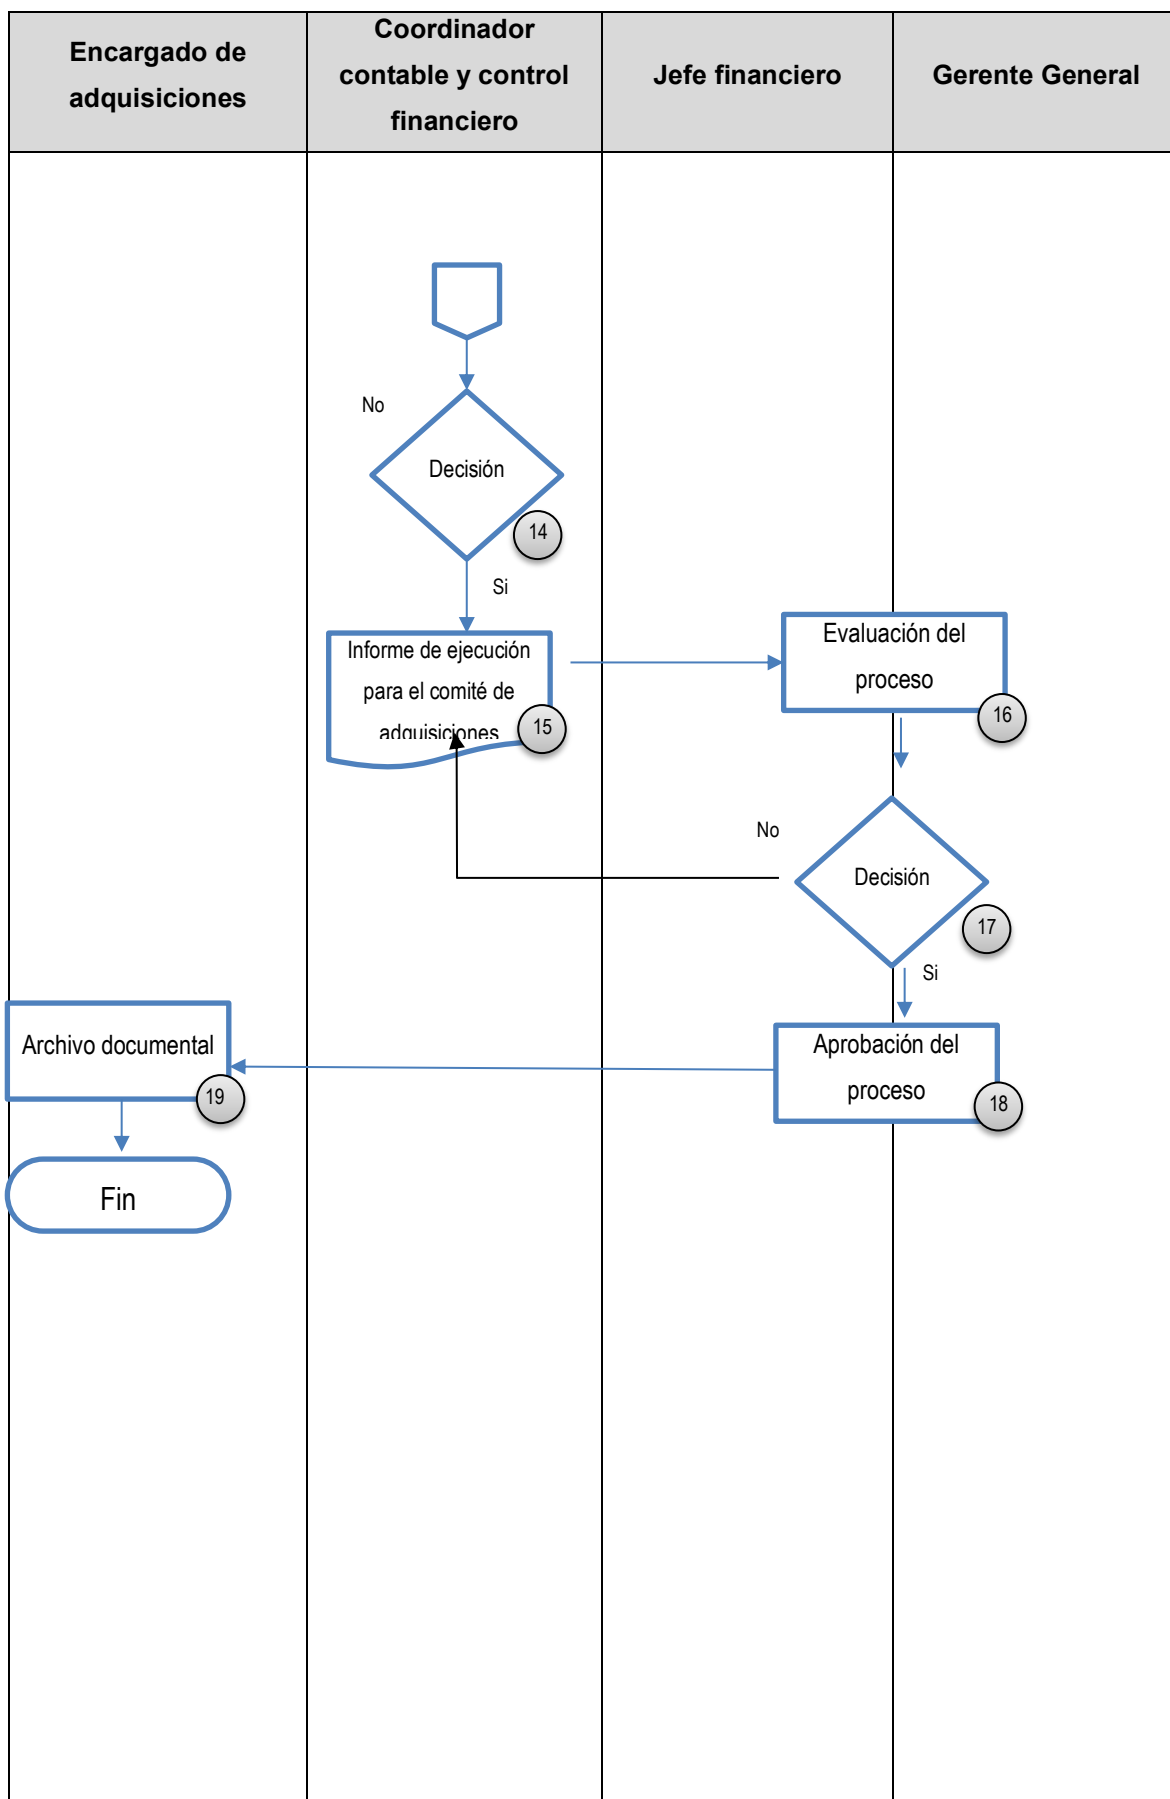 Encargado de
adquisiciones
Coordinador
contable y control
financiero
Jefe financiero
Gerente General
No
Decisión
14
Si
Informe de ejecución
para el comité de
adquisiciones
15
Evaluación del
proceso
16
No
Decisión
17
Si
Archivo documental
19
Aprobación del
proceso
18
Fin